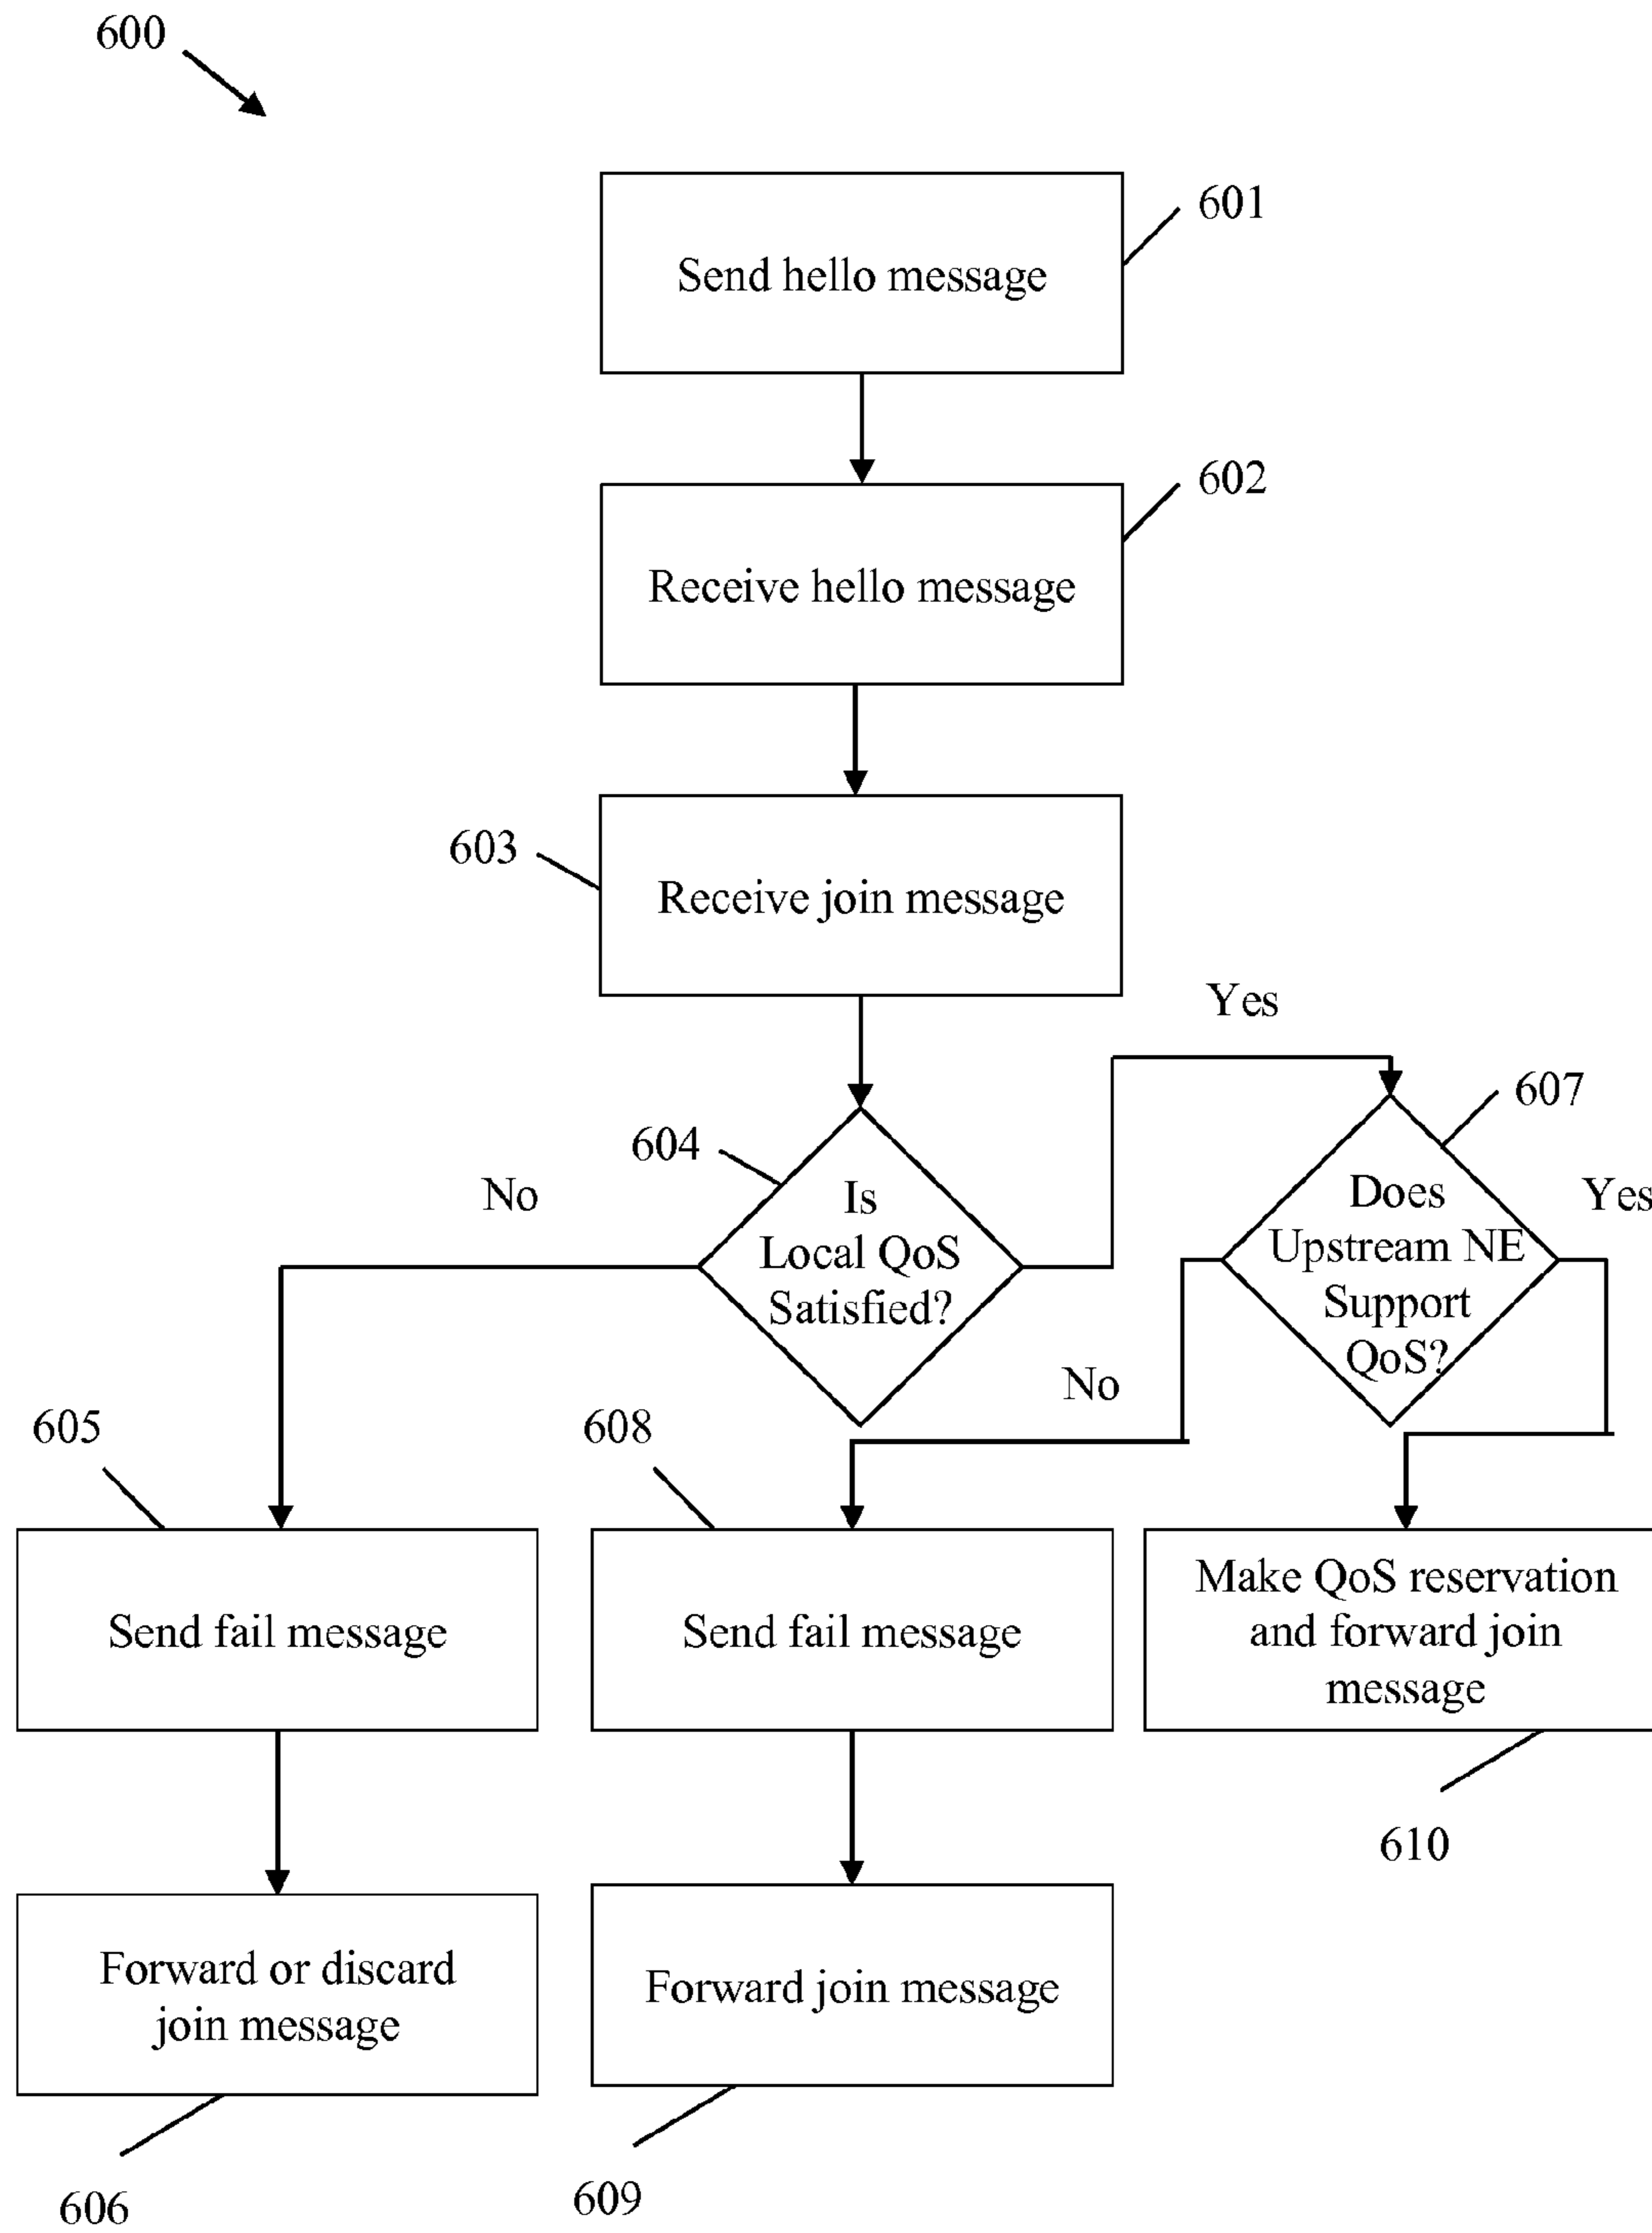 600
601
Send hello message
602
Receive hello message
603
Receive join message
Yes
604
607
No
Is
Local QoS
Satisfied?
Does
Upstream NE
Support
QoS?
Yes
No
605
608
Send fail message
Send fail message
Make QoS reservation
and forward join
message
610
Forward or discard
join message
Forward join message
606
609